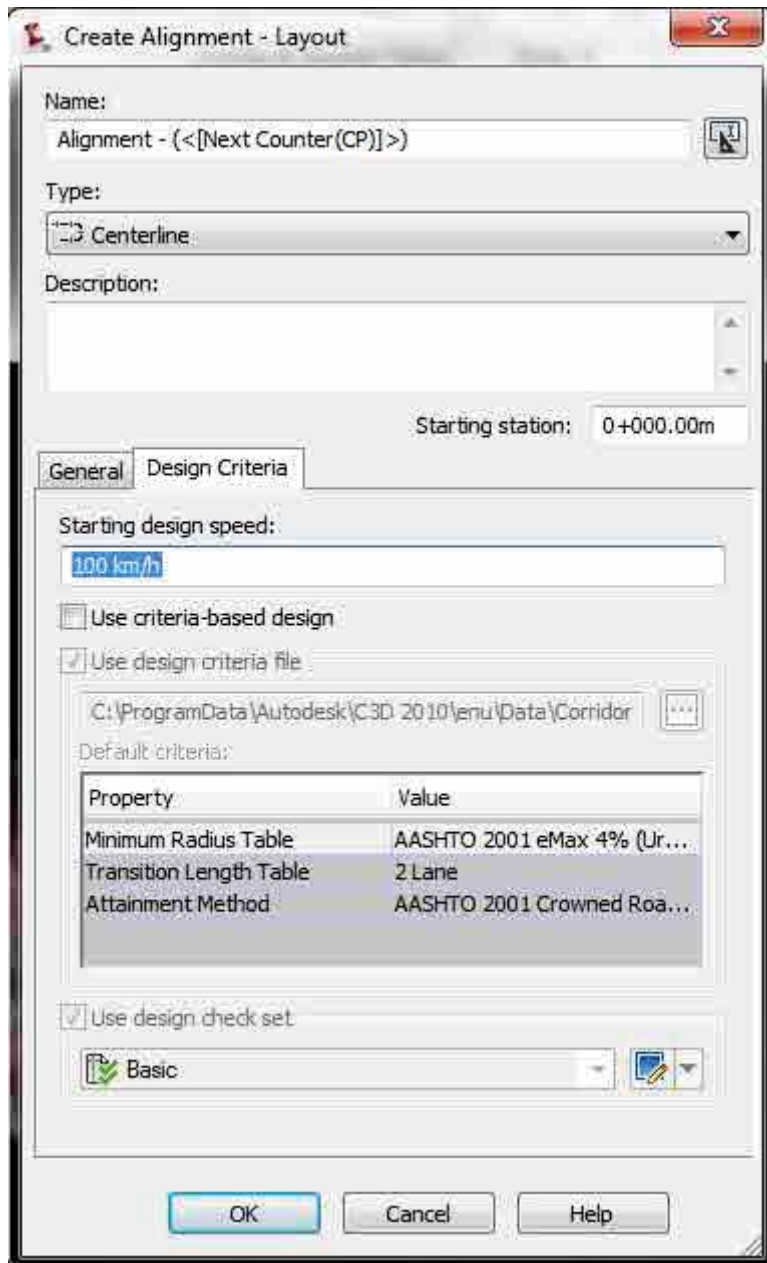 Create Alignment - Layout
Name:
Alignment - (<[Next Counter(CP)]>)
Type:
Centerline
Description:
Starting station: 0+000.00m
General Design Criteria
Starting design speed:
100 km/h
Use criteria-based design
Use design criteria file
C:\ProgramData\Autodesk\C3D 2010\enu\Data\Corridor
Default criteria:
Property Value
Minimum Radius Table AASHTO 2001 eMax 4% (Ur...
Transition Length Table 2 Lane
Attainment Method AASHTO 2001 Crowned Roa...
Use design check set
Basic
OK Cancel Help